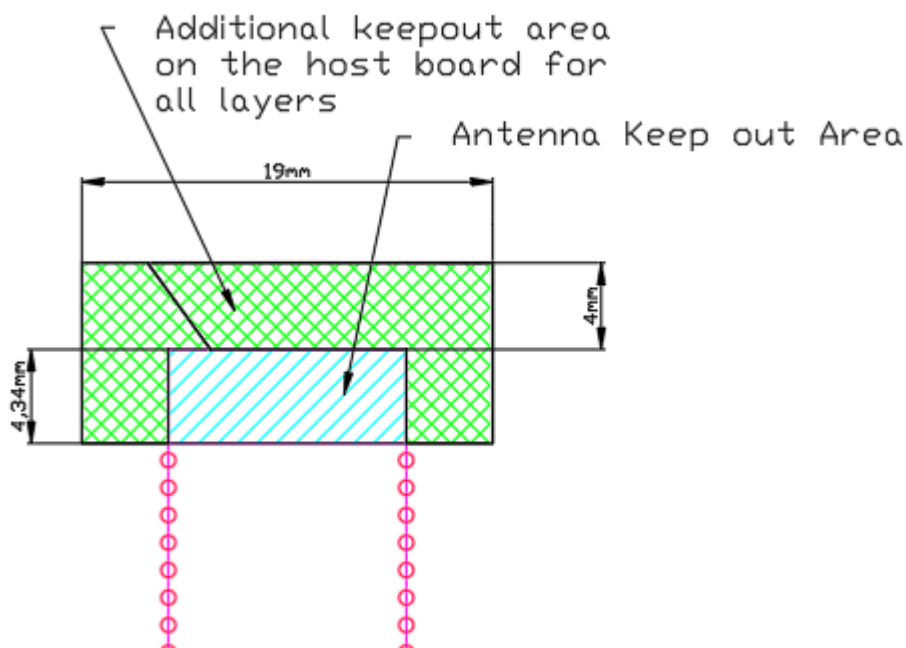 Additional keepout area
on the host board for
all layers
Antenna Keep out Area
19mm
4mm
4,34mm